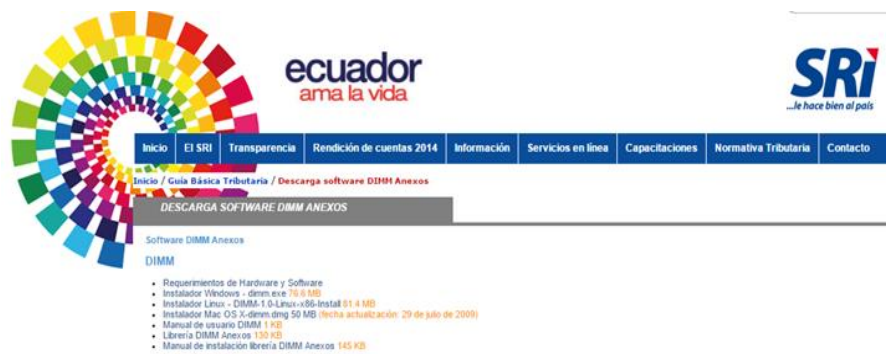 ecuador
ama la vida
SRi
...le hace bien al país
Inicio El SRI Transparencia Rendición de cuentas 2014 Información Servicios en línea Capacitaciones Normativa Tributaria Contacto
Inicio / Guía Básica Tributaria / Descarga software DIMM Anexos
DESCARGA SOFTWARE DIMM ANEXOS
Software DIMM Anexos
DIMM
Requerimientos de Hardware y Software
Instalador Windows - dimm.exe 76.6 MB
Instalador Linux - DIMM-1.0-Linux-x86-Install 81.4 MB
Instalador Mac OS X-dimm.dmg 50 MB (fecha actualización: 29 de julio de 2009)
Manual de usuario DIMM 1 KB
Librería DIMM Anexos 130 KB
Manual de instalación librería DIMM Anexos 145 KB